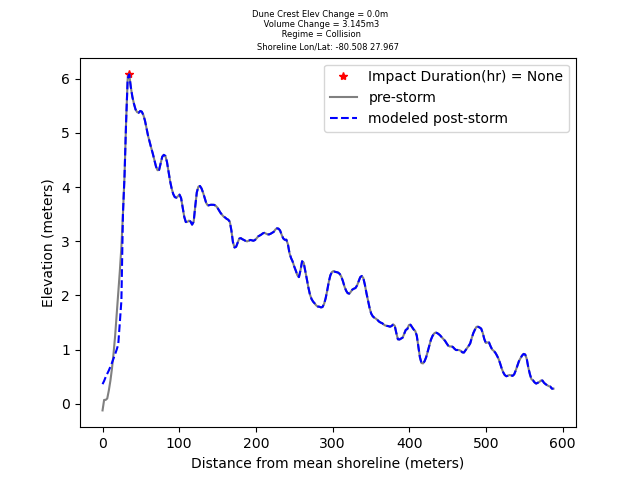 Dune Crest Elev Change = 0.0m
Volume Change = 3.145m3
Regime = Collision
Shoreline Lon/Lat: -80.508 27.967
Impact Duration(hr) = None
pre-storm
modeled post-storm
Elevation (meters)
6
5
4
3
2
1
0
0 100 200 300 400 500 600
Distance from mean shoreline (meters)